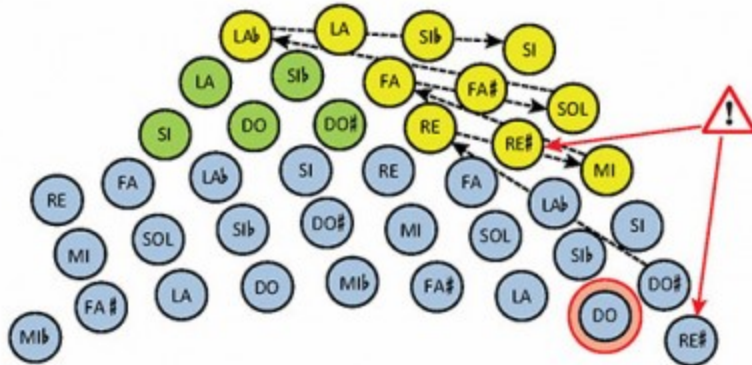 LA♭ LA SI♭ SI
LA SI♭ FA FA♯ SOL
SI DO DO♯ RE RE♯ MI
RE FA LA♭ SI RE FA LA♭ SI
MI SOL SI♭ DO♯ MI SOL SI♭ DO♯
MI♭ FA♯ LA DO MI♭ FA♯ LA DO RE♯
!